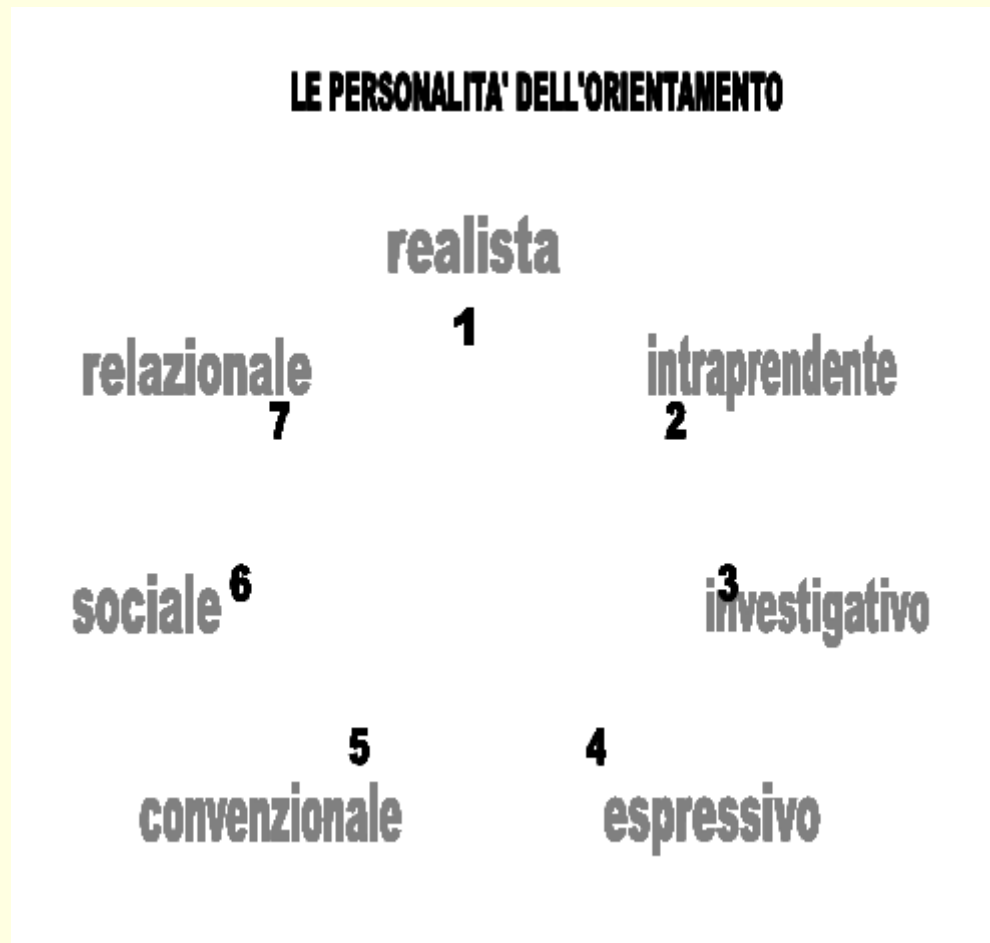 LE PERSONALITA' DELL'ORIENTAMENTO
realista
1
relazionale
intraprendente
7
2
sociale
6
3
investigativo
5
4
convenzionale
espressivo